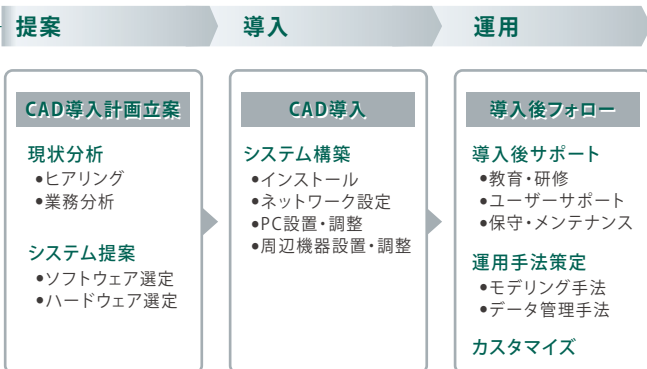 提案
導入
運用
CAD導入計画立案
現状分析
●ヒアリング
●業務分析
システム提案
●ソフトウェア選定
●ハードウェア選定
CAD導入
システム構築
●インストール
●ネットワーク設定
●PC設置・調整
●周辺機器設置・調整
導入後フォロー
導入後サポート
●教育・研修
●ユーザーサポート
●保守・メンテナンス
運用手法策定
●モデリング手法
●データ管理手法
カスタマイズ